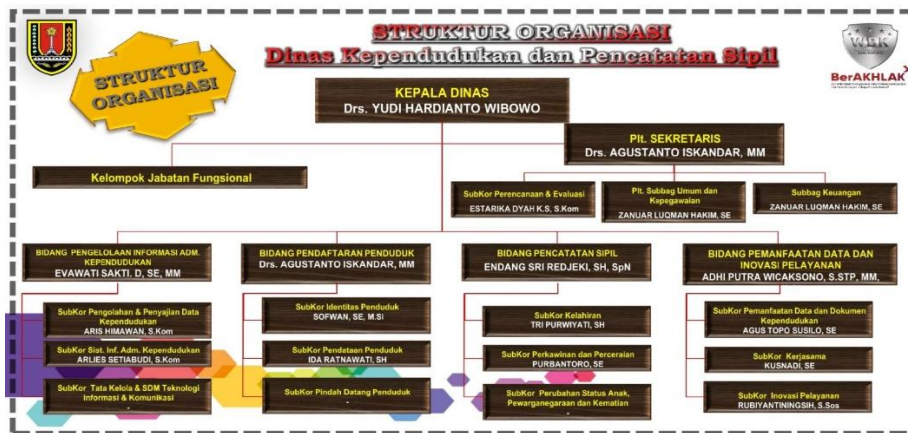 STRUKTUR ORGANISASI
Dinas Kependudukan dan Pencatatan Sipil
STRUKTUR
ORGANISASI
WBK
BerAKHLAK
KEPALA DINAS
Drs. YUDI HARDIANTO WIBOWO
Plt. SEKRETARIS
Drs. AGUSTANTO ISKANDAR, MM
Kelompok Jabatan Fungsional
SubKor Perencanaan & Evaluasi
ESTARIKA DYAH K.S, S.Kom
Plt. Subbag Umum dan
Kepegawaian
ZANUAR LUQMAN HAKIM, SE
Subbag Keuangan
ZANUAR LUQMAN HAKIM, SE
BIDANG PENGELOLAAN INFORMASI ADM.
KEPENDUDUKAN
EVAWATI SAKTI. D, SE, MM
SubKor Pengolahan & Penyajian Data
Kependudukan
ARIS HIMAWAN, S.Kom
SubKor Sist. Inf. Adm. Kependudukan
ARLIES SETIABUDI, S.Kom
SubKor Tata Kelola & SDM Teknologi
Informasi & Komunikasi
-
BIDANG PENDAFTARAN PENDUDUK
Drs. AGUSTANTO ISKANDAR, MM
SubKor Identitas Penduduk
SOFWAN, SE, M.Si
SubKor Pendataan Penduduk
IDA RATNAWATI, SH
SubKor Pindah Datang Penduduk
-
BIDANG PENCATATAN SIPIL
ENDANG SRI REDJEKI, SH, SpN
SubKor Kelahiran
TRI PURWIYATI, SH
SubKor Perkawinan dan Perceraian
PURBANTORO, SE
SubKor Perubahan Status Anak,
Pewarganegaraan dan Kematian
-
BIDANG PEMANFAATAN DATA DAN
INOVASI PELAYANAN
ADHI PUTRA WICAKSONO, S.STP, MM,
SubKor Pemanfaatan Data dan Dokumen
Kependudukan
AGUS TOPO SUSILO, SE
SubKor Kerjasama
KUSNADI, SE
SubKor Inovasi Pelayanan
RUBIYANTININGSIH, S.Sos